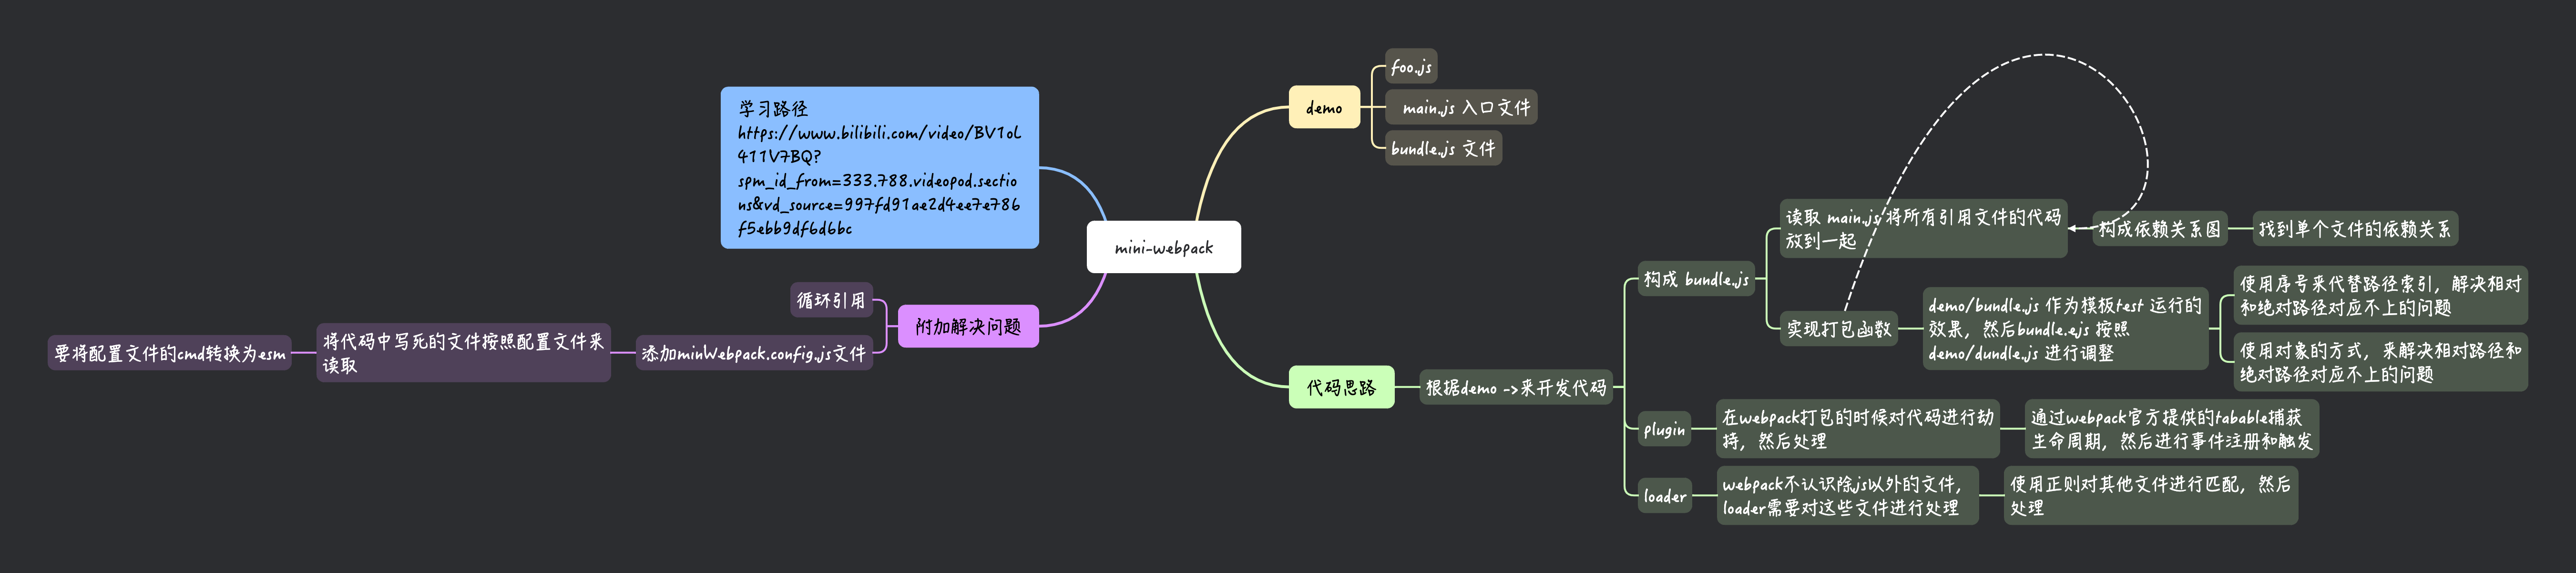 mini-webpack
学习路径
https://www.bilibili.com/video/BV1oL
411V7BQ?
spm_id_from=333.788.videopod.sectio
ns&vd_source=997fd91ae2d4ee7e786
f5ebb9df6d6bc
附加解决问题
循环引用
添加minWebpack.config.js文件
将代码中写死的文件按照配置文件来
读取
要将配置文件的cmd转换为esm
demo
foo.js
main.js 入口文件
bundle.js 文件
代码思路
根据demo ->来开发代码
构成 bundle.js
读取 main.js 将所有引用文件的代码
放到一起
构成依赖关系图
找到单个文件的依赖关系
实现打包函数
demo/bundle.js 作为模板test 运行的
效果，然后bundle.ejs 按照
demo/dundle.js 进行调整
使用序号来代替路径索引，解决相对
和绝对路径对应不上的问题
使用对象的方式，来解决相对路径和
绝对路径对应不上的问题
plugin
在webpack打包的时候对代码进行劫
持，然后处理
通过webpack官方提供的tabable捕获
生命周期，然后进行事件注册和触发
loader
webpack不认识除js以外的文件，
loader需要对这些文件进行处理
使用正则对其他文件进行匹配，然后
处理